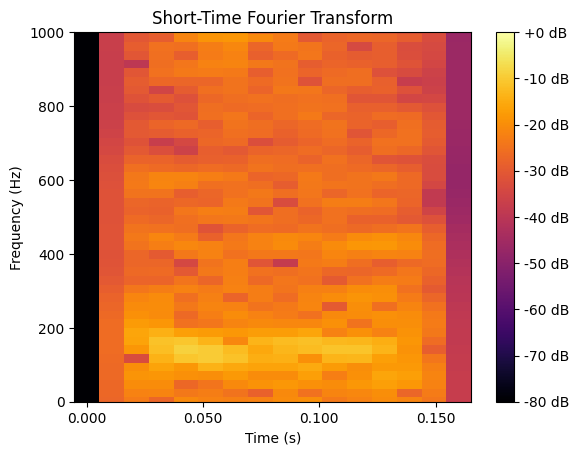 Short-Time Fourier Transform
Frequency (Hz)
1000
800
600
400
200
0
0.000
0.050
0.100
0.150
Time (s)
+0 dB
-10 dB
-20 dB
-30 dB
-40 dB
-50 dB
-60 dB
-70 dB
-80 dB